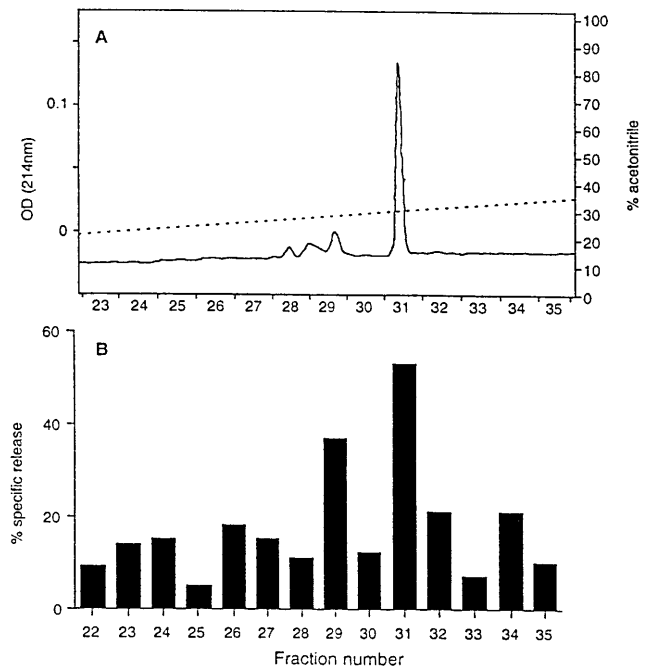 A
OD (214nm)
0.1
0
% acetonitrile
100
90
80
70
60
50
40
30
20
10
0
23 24 25 26 27 28 29 30 31 32 33 34 35
B
% specific release
60
40
20
0
22 23 24 25 26 27 28 29 30 31 32 33 34 35
Fraction number